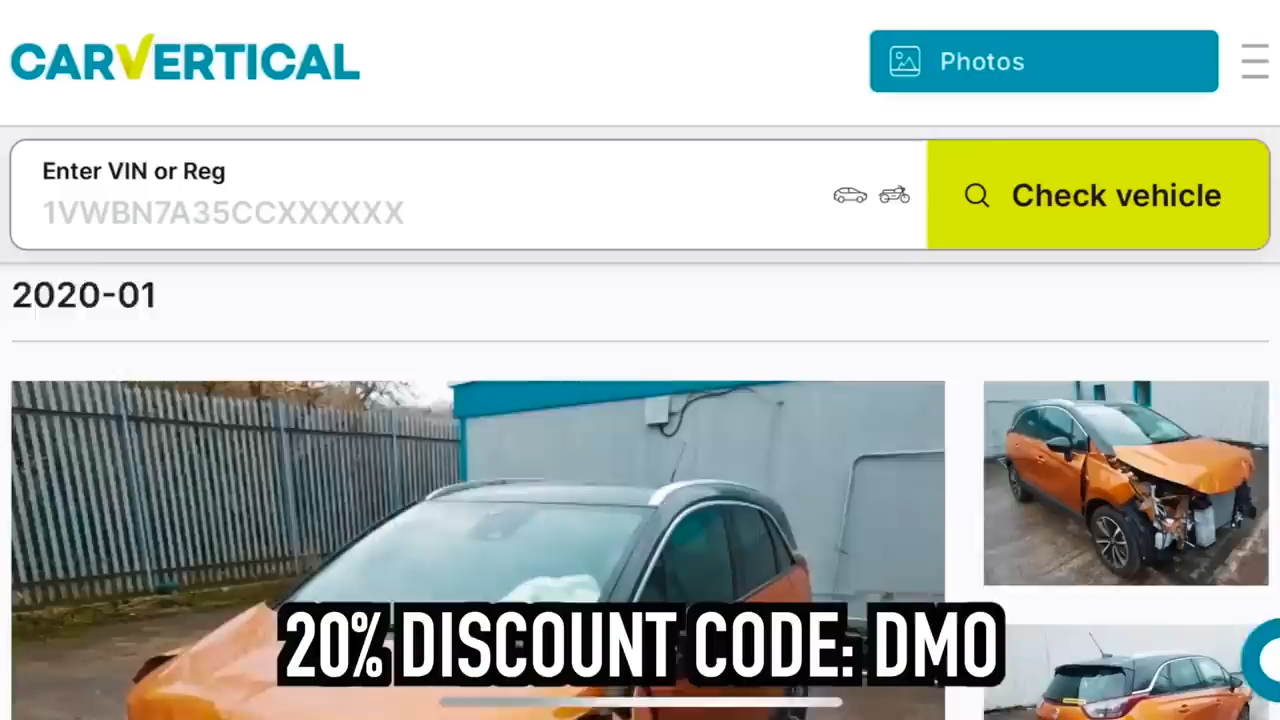 CARVERTICAL
Photos
Enter VIN or Reg
1VWBN7A35CCXXXXXX
Check vehicle
2020-01
20% DISCOUNT CODE: DMO